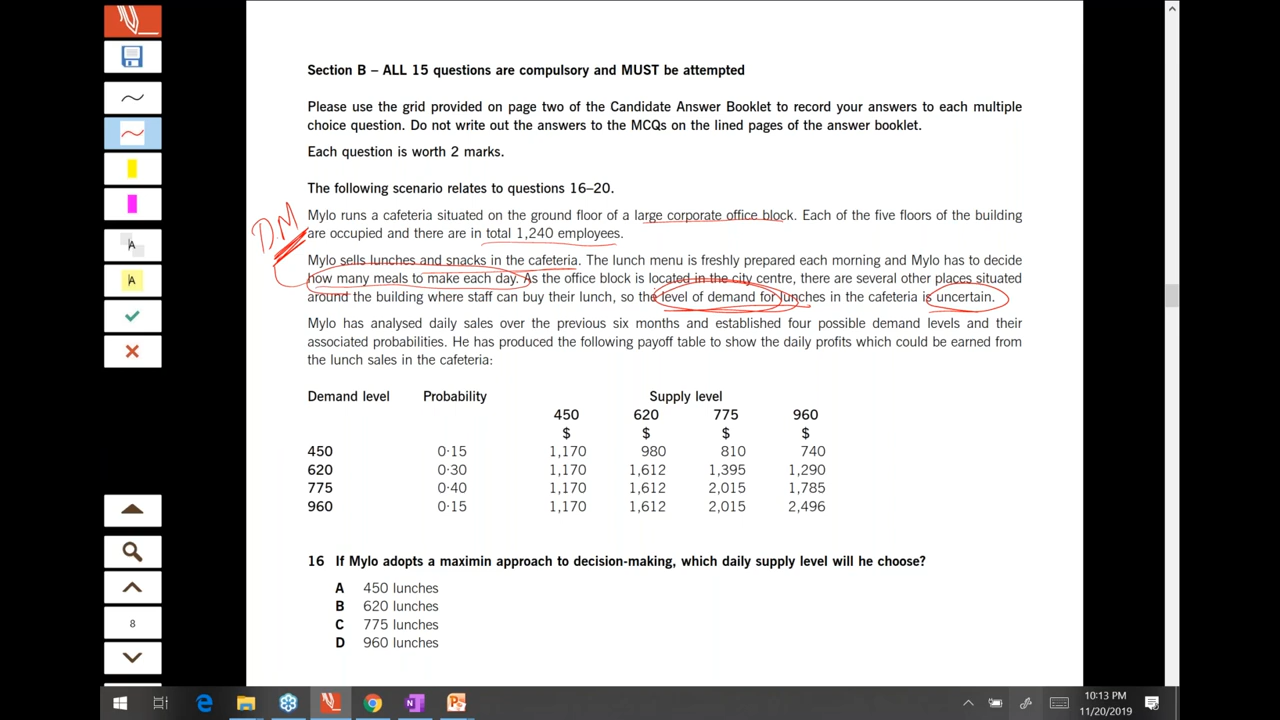 Section B – ALL 15 questions are compulsory and MUST be attempted
Please use the grid provided on page two of the Candidate Answer Booklet to record your answers to each multiple
choice question. Do not write out the answers to the MCQs on the lined pages of the answer booklet.
Each question is worth 2 marks.
The following scenario relates to questions 16–20.
DM
Mylo runs a cafeteria situated on the ground floor of a large corporate office block. Each of the five floors of the building
are occupied and there are in total 1,240 employees.
Mylo sells lunches and snacks in the cafeteria. The lunch menu is freshly prepared each morning and Mylo has to decide
how many meals to make each day. As the office block is located in the city centre, there are several other places situated
around the building where staff can buy their lunch, so the level of demand for lunches in the cafeteria is uncertain.
Mylo has analysed daily sales over the previous six months and established four possible demand levels and their
associated probabilities. He has produced the following payoff table to show the daily profits which could be earned from
the lunch sales in the cafeteria:
Demand level Probability Supply level
450 620 775 960
$ $ $ $
450 0·15 1,170 980 810 740
620 0·30 1,170 1,612 1,395 1,290
775 0·40 1,170 1,612 2,015 1,785
960 0·15 1,170 1,612 2,015 2,496
16 If Mylo adopts a maximin approach to decision-making, which daily supply level will he choose?
A 450 lunches
B 620 lunches
C 775 lunches
D 960 lunches
A
A
8
10:13 PM
11/20/2019